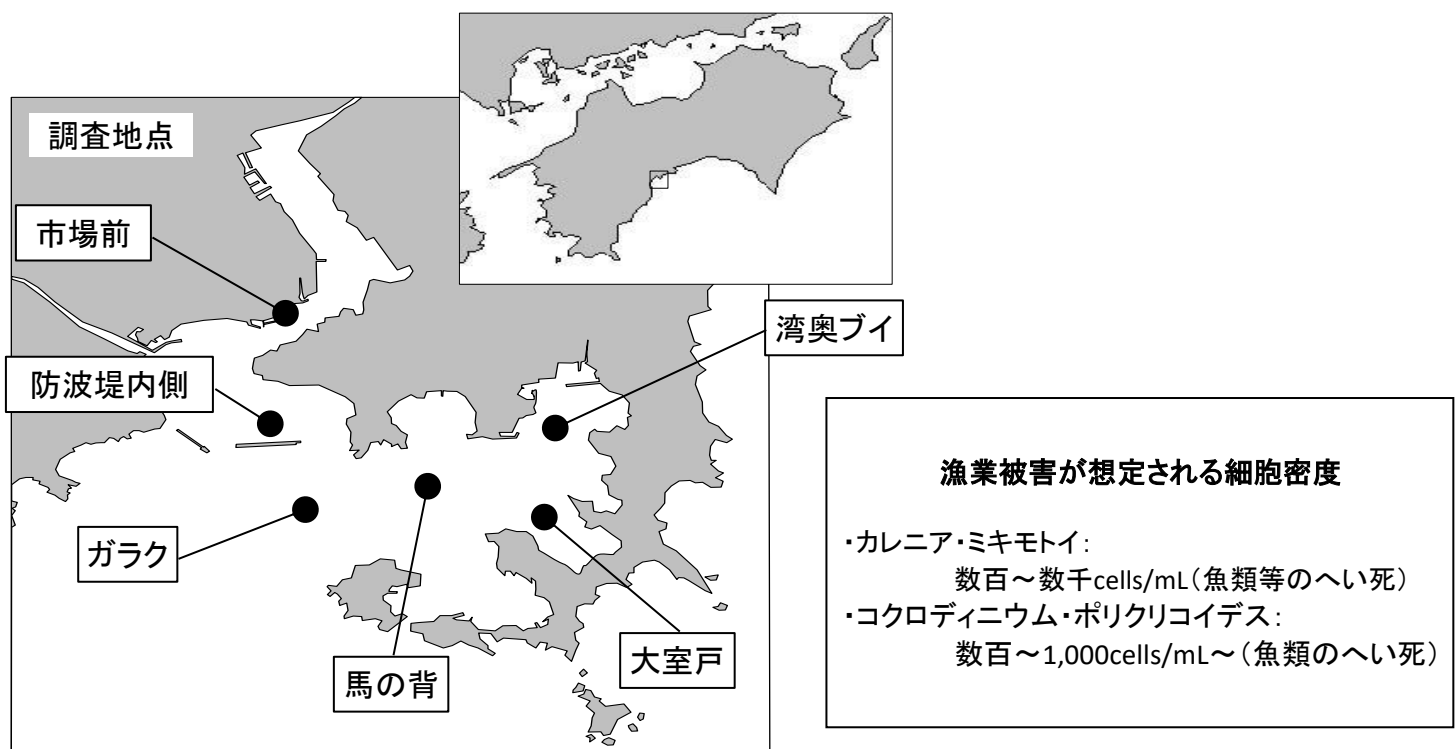 調査地点
市場前
湾奥ブイ
防波堤内側
ガラク
馬の背
大室戸
漁業被害が想定される細胞密度
・カレニア・ミキモトイ：
数百～数千cells/mL（魚類等のへい死）
・コクロディニウム・ポリクリコイデス：
数百～1,000cells/mL～（魚類のへい死）